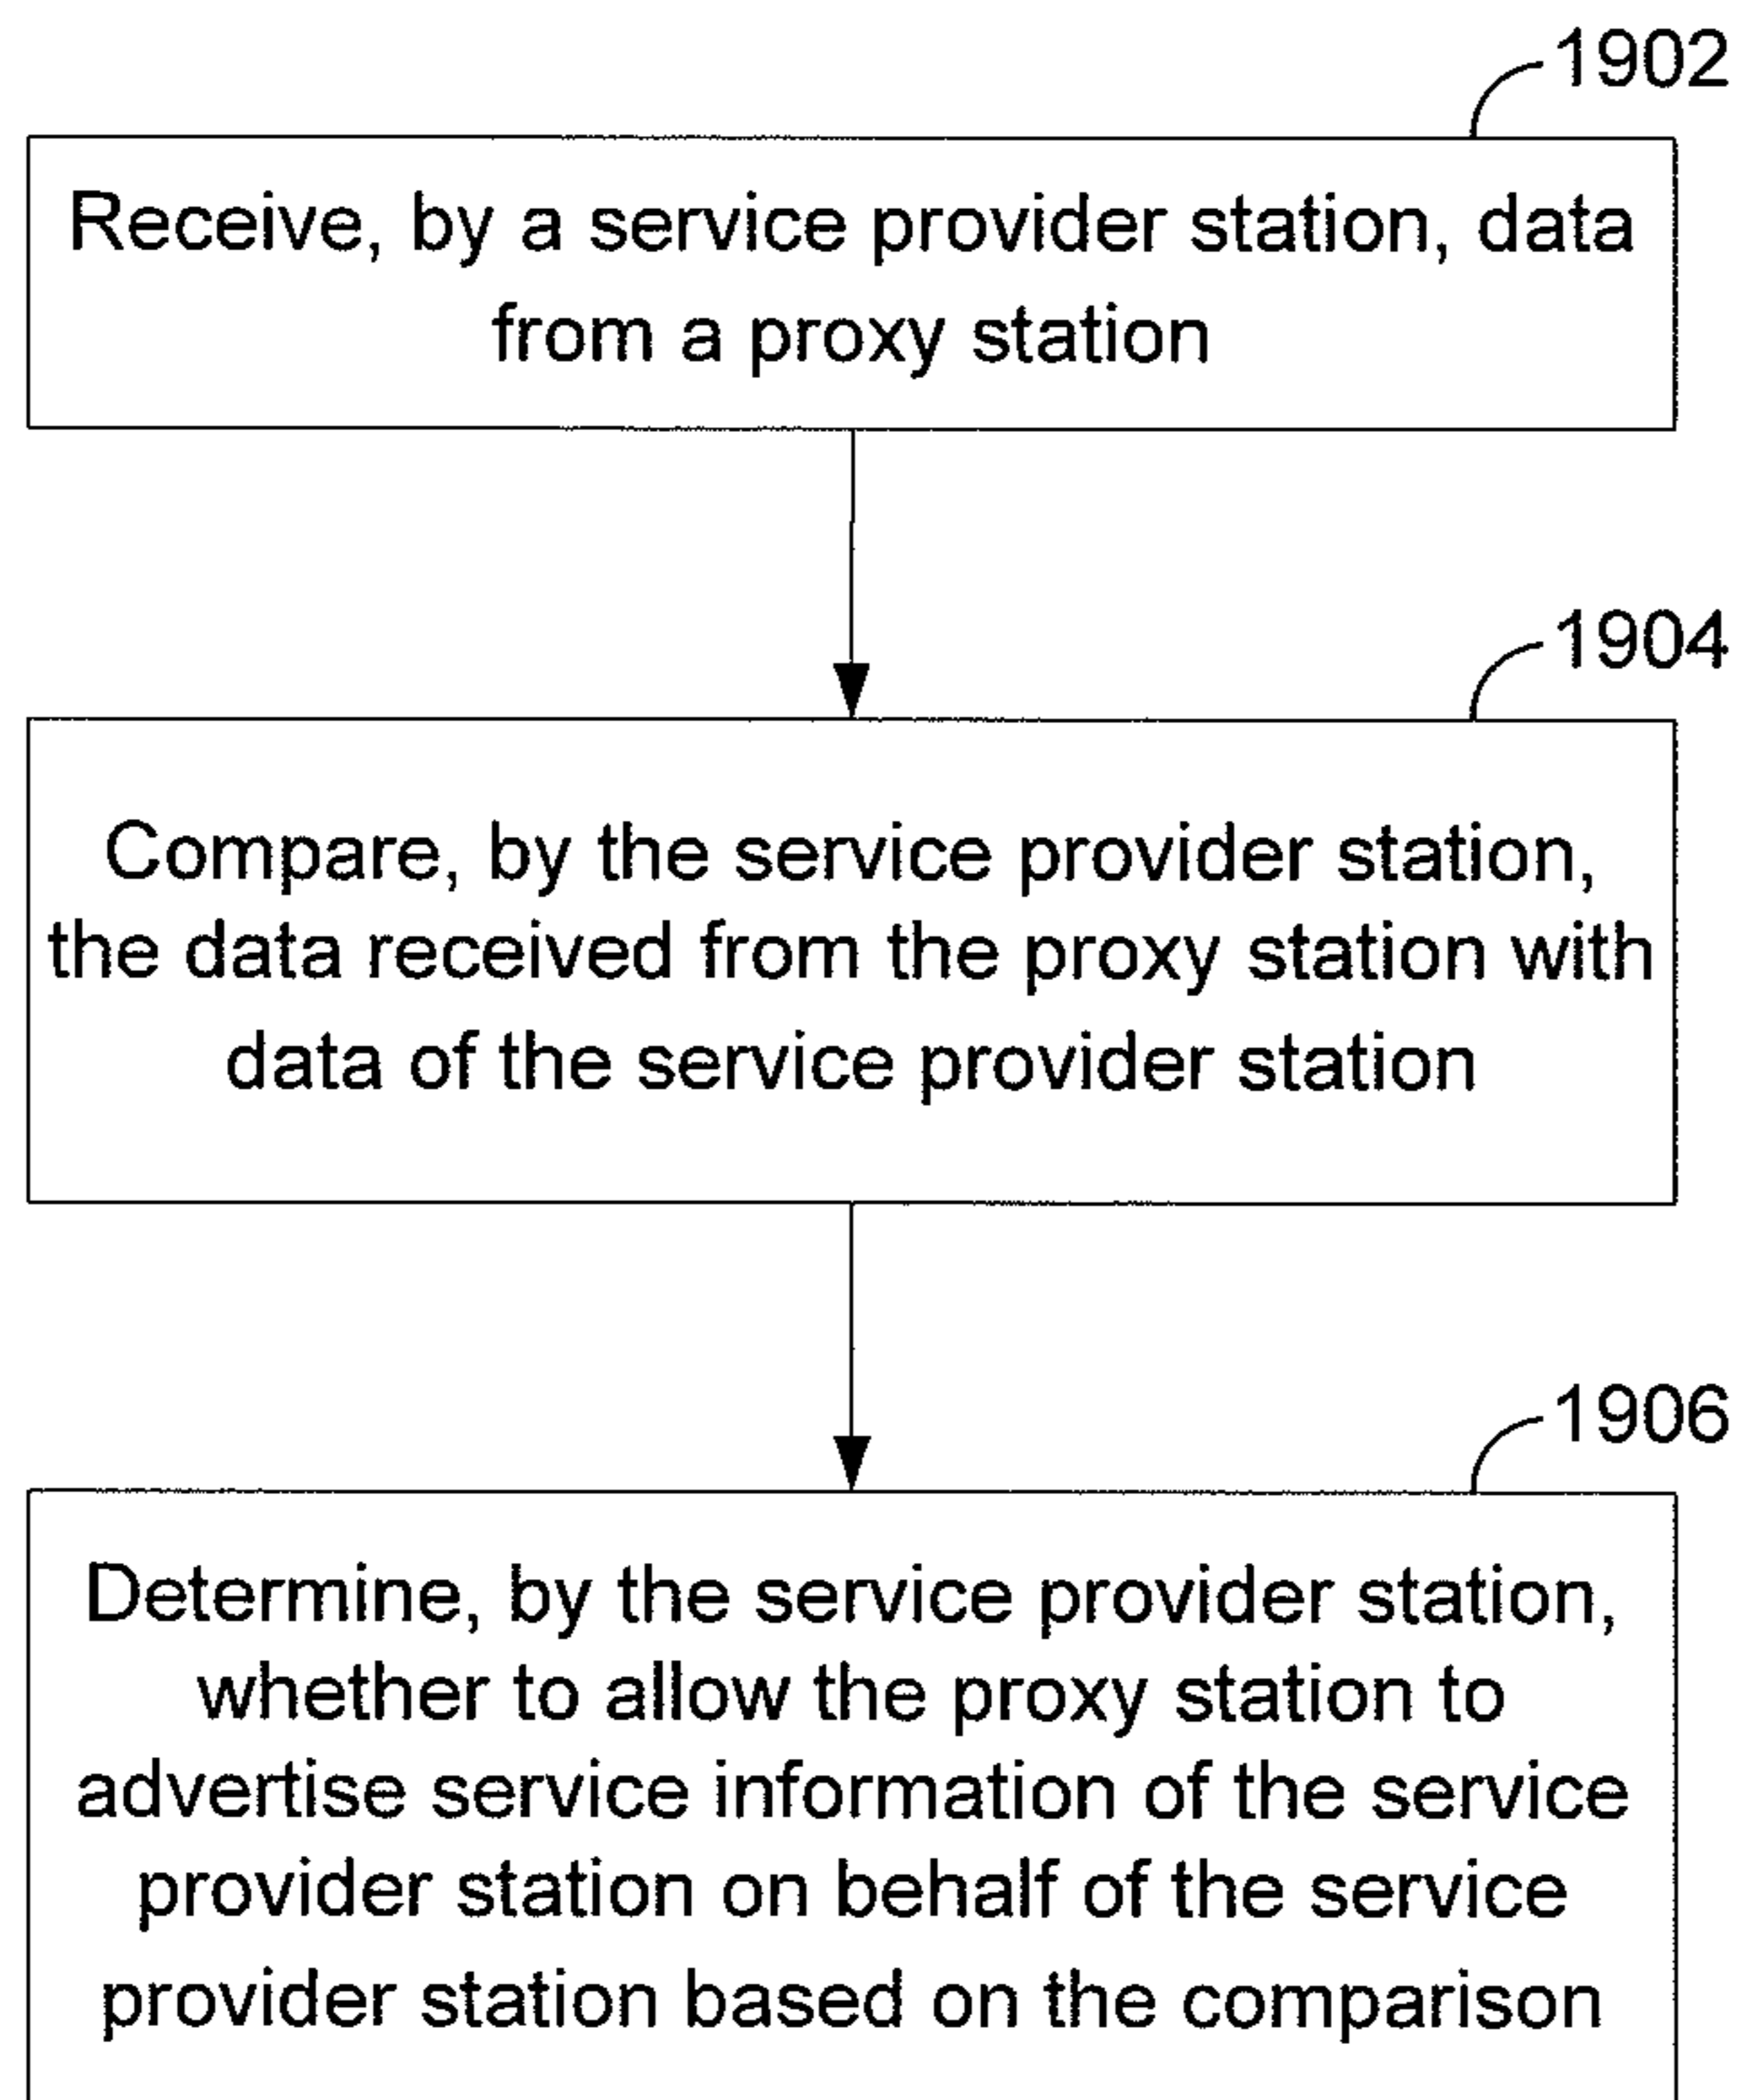 1902
Receive, by a service provider station, data
from a proxy station
1904
Compare, by the service provider station,
the data received from the proxy station with
data of the service provider station
1906
Determine, by the service provider station,
whether to allow the proxy station to
advertise service information of the service
provider station on behalf of the service
provider station based on the comparison